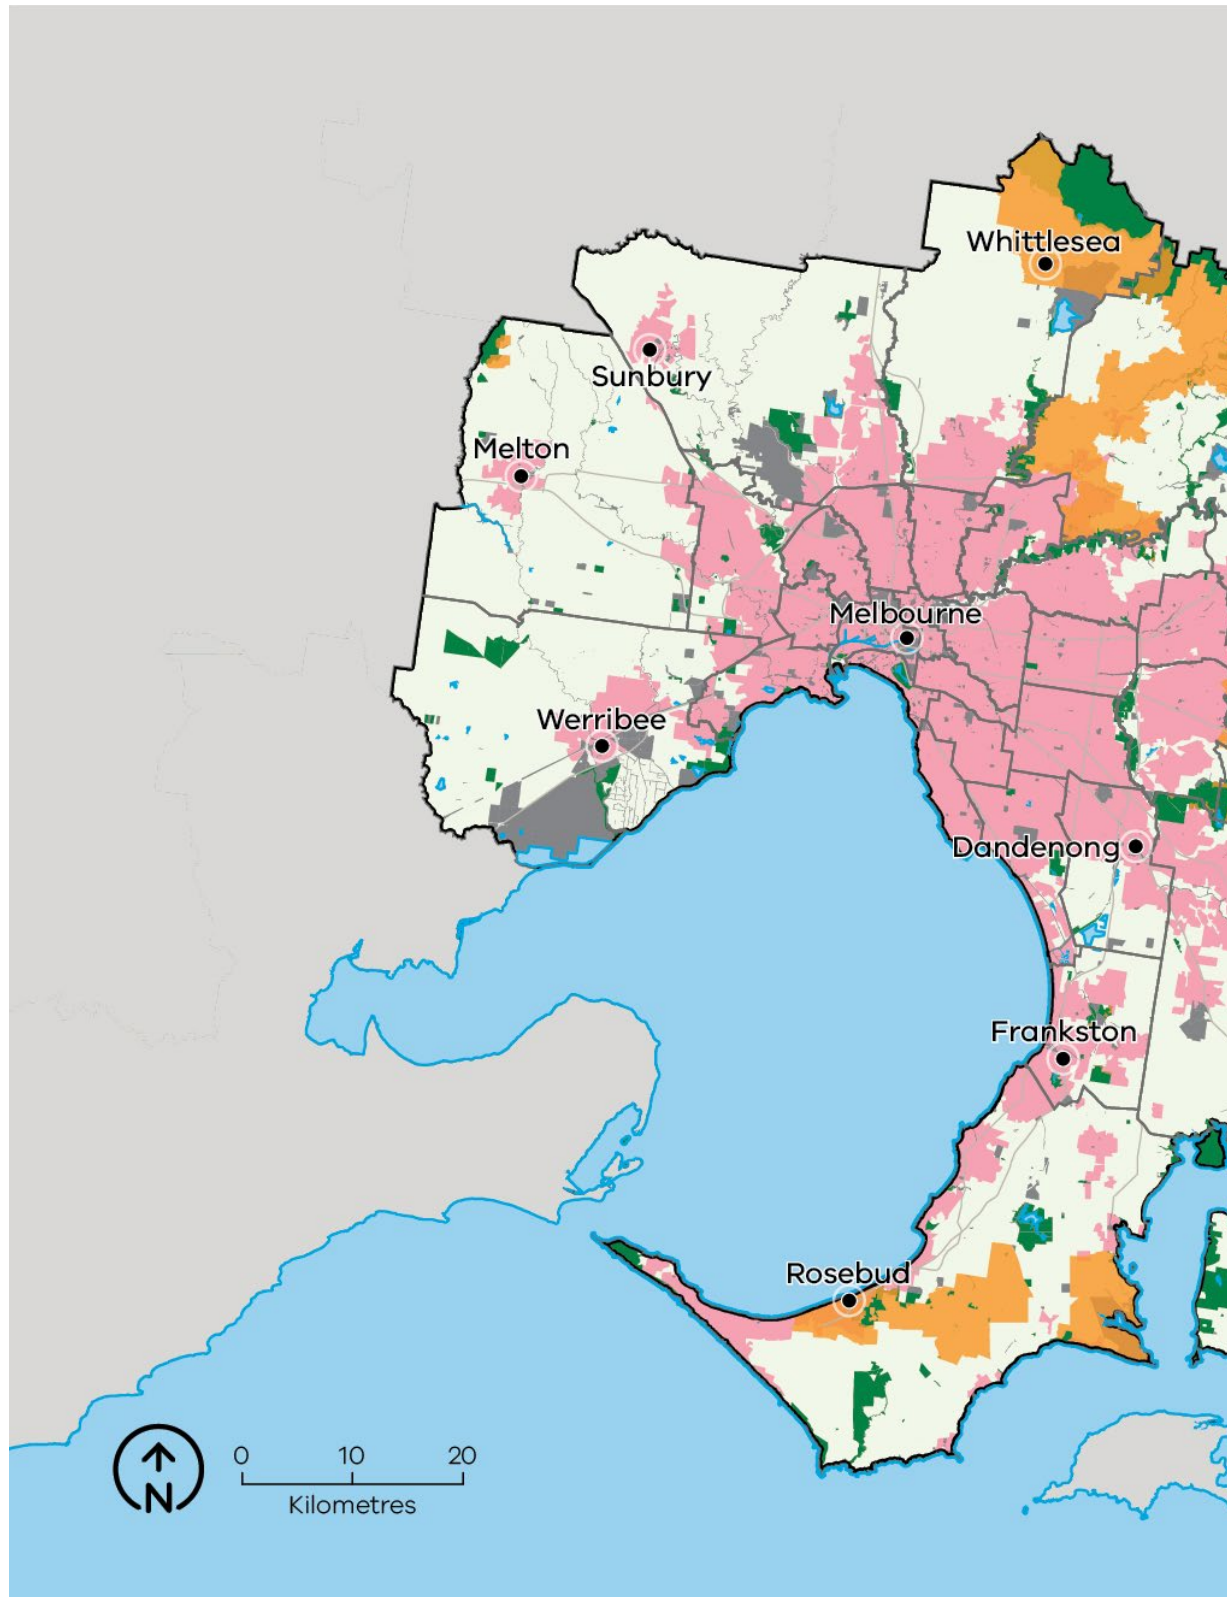 Whittlesea
Sunbury
Melton
Melbourne
Werribee
Dandenong
Frankston
Rosebud
N
0 10 20
Kilometres